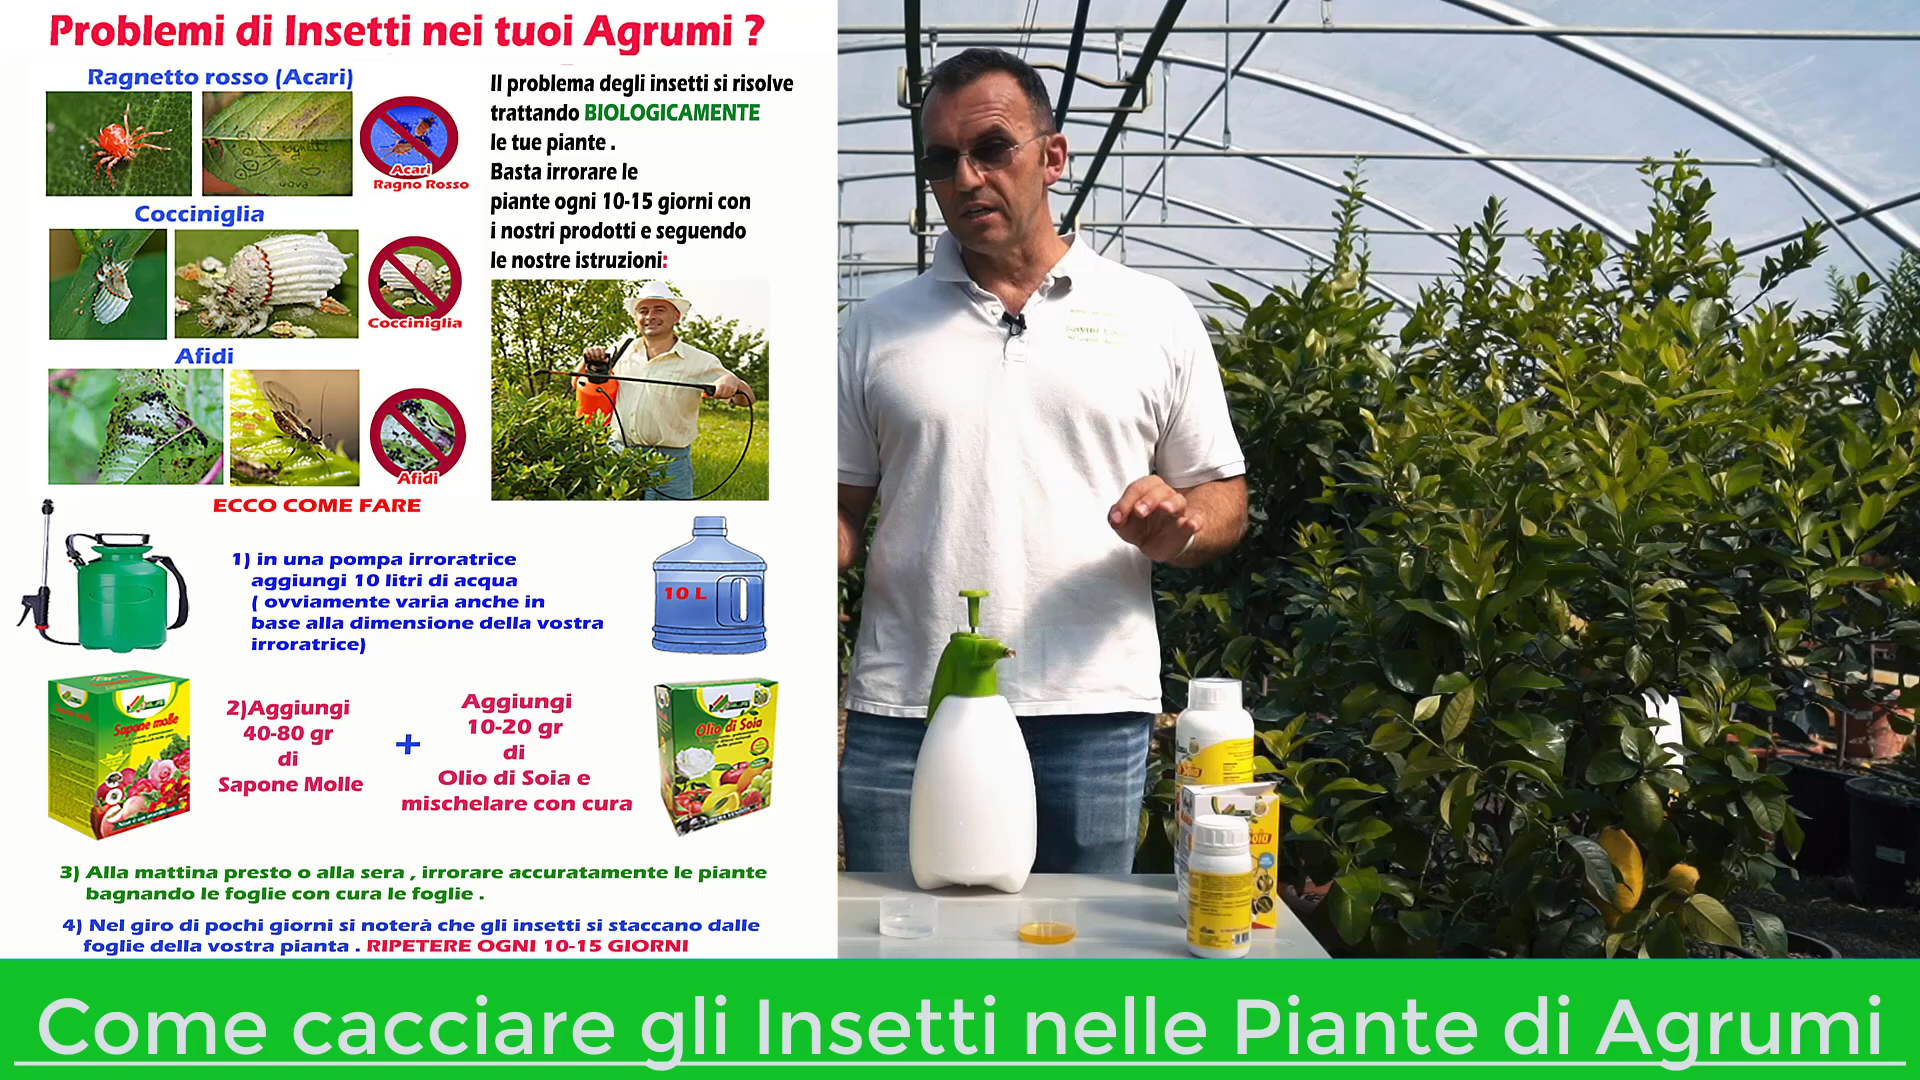 Problemi di Insetti nei tuoi Agrumi ?
Ragnetto rosso (Acari)
Acari
Ragno Rosso
Cocciniglia
Cocciniglia
Afidi
Afidi
Il problema degli insetti si risolve
trattando BIOLOGICAMENTE
le tue piante .
Basta irrorare le
piante ogni 10-15 giorni con
i nostri prodotti e seguendo
le nostre istruzioni:
ECCO COME FARE
1) in una pompa irroratrice
aggiungi 10 litri di acqua
( ovviamente varia anche in
base alla dimensione della vostra
irroratrice)
10 L
Sapone molle
2)Aggiungi
40-80 gr
di
Sapone Molle
+
Aggiungi
10-20 gr
di
Olio di Soia e
mischelare con cura
Olio di Soia
3) Alla mattina presto o alla sera , irrorare accuratamente le piante
bagnando le foglie con cura le foglie .
4) Nel giro di pochi giorni si noterà che gli insetti si staccano dalle
foglie della vostra pianta . RIPETERE OGNI 10-15 GIORNI
Come cacciare gli Insetti nelle Piante di Agrumi